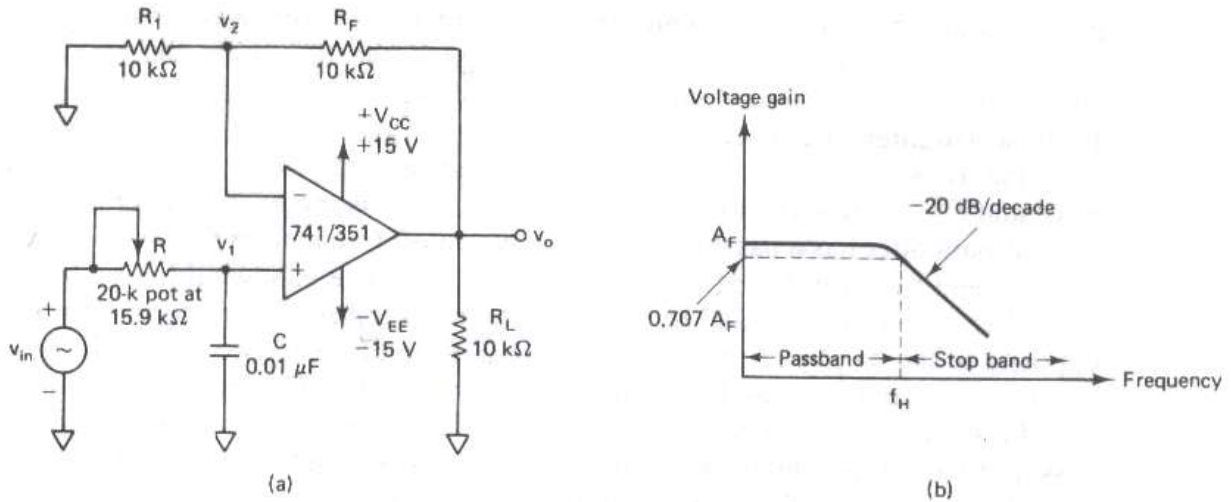 R1
10 kΩ
v2
RF
10 kΩ
+VCC
+15 V
−
741/351
+
vo
R
20-k pot at
15.9 kΩ
v1
+
vin
~
−
C
0.01 μF
−VEE
−15 V
RL
10 kΩ
(a)
Voltage gain
AF
0.707 AF
−20 dB/decade
Passband
Stop band
fH
Frequency
(b)